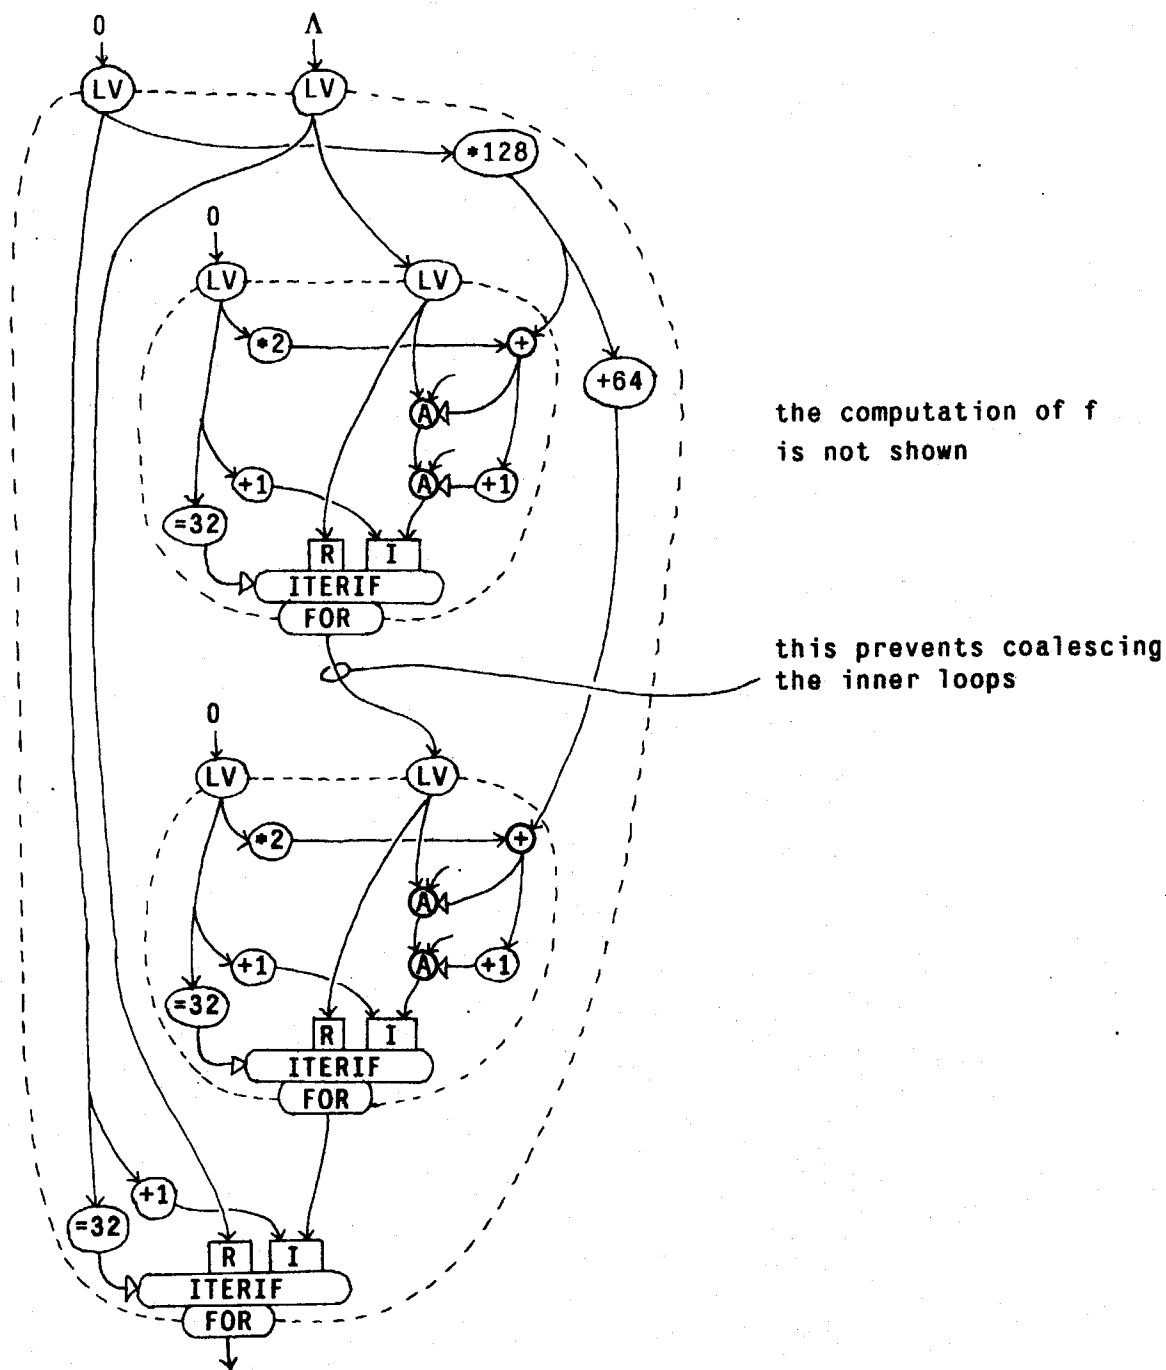 0 Λ
LV LV
*128
0
LV LV
*2 +
+64
A
the computation of f
is not shown
+1 A +1
=32
R I
ITERIF
FOR
this prevents coalescing
the inner loops
0
LV LV
*2 +
A
+1 A +1
=32
R I
ITERIF
FOR
+1
=32
R I
ITERIF
FOR